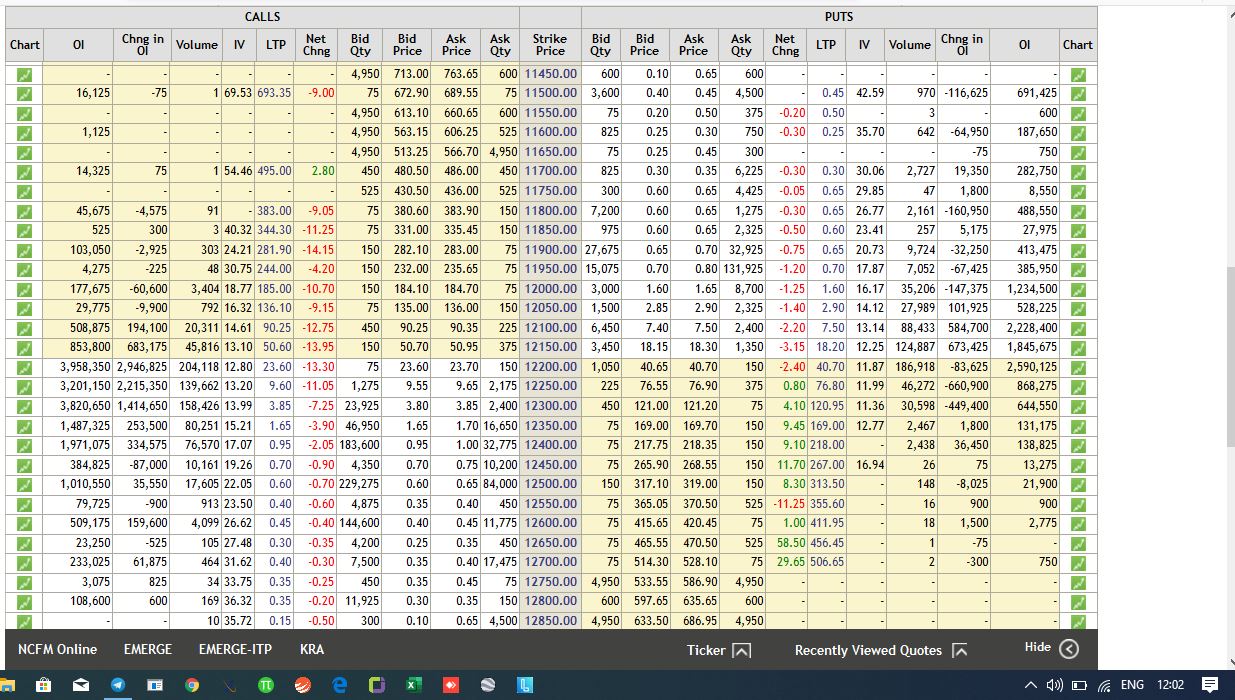 CALLS PUTS
Chart OI Chng in OI Volume IV LTP Net Chng Bid Qty Bid Price Ask Price Ask Qty Strike Price Bid Qty Bid Price Ask Price Ask Qty Net Chng LTP IV Volume Chng in OI OI Chart
- - - - - - 4,950 713.00 763.65 600 11450.00 600 0.10 0.65 600 - - - - - -
16,125 -75 1 69.53 693.35 -9.00 75 672.90 689.55 75 11500.00 3,600 0.40 0.45 4,500 - 0.45 42.59 970 -116,625 691,425
- - - - - - 4,950 613.10 660.65 600 11550.00 75 0.20 0.50 375 -0.20 0.50 - 3 - 600
1,125 - - - - - 4,950 563.15 606.25 525 11600.00 825 0.25 0.30 750 -0.30 0.25 35.70 642 -64,950 187,650
- - - - - - 4,950 513.25 566.70 4,950 11650.00 75 0.25 0.45 300 - - - - -75 750
14,325 75 1 54.46 495.00 2.80 450 480.50 486.00 450 11700.00 825 0.30 0.35 6,225 -0.30 0.30 30.06 2,727 19,350 282,750
- - - - - - 525 430.50 436.00 525 11750.00 300 0.60 0.65 4,425 -0.05 0.65 29.85 47 1,800 8,550
45,675 -4,575 91 - 383.00 -9.05 75 380.60 383.90 150 11800.00 7,200 0.60 0.65 1,275 -0.30 0.65 26.77 2,161 -160,950 488,550
525 300 3 40.32 344.30 -11.25 75 331.00 335.45 150 11850.00 975 0.60 0.65 2,325 -0.50 0.60 23.41 257 5,175 27,975
103,050 -2,925 303 24.21 281.90 -14.15 150 282.10 283.00 75 11900.00 27,675 0.65 0.70 32,925 -0.75 0.65 20.73 9,724 -32,250 413,475
4,275 -225 48 30.75 244.00 -4.20 150 232.00 235.65 75 11950.00 15,075 0.70 0.80 131,925 -1.20 0.70 17.87 7,052 -67,425 385,950
177,675 -60,600 3,404 18.77 185.00 -10.70 150 184.10 184.70 75 12000.00 3,000 1.60 1.65 8,700 -1.25 1.60 16.17 35,206 -147,375 1,234,500
29,775 -9,900 792 16.32 136.10 -9.15 75 135.00 136.00 150 12050.00 1,500 2.85 2.90 2,325 -1.40 2.90 14.12 27,989 101,925 528,225
508,875 194,100 20,311 14.61 90.25 -12.75 450 90.25 90.35 225 12100.00 6,450 7.40 7.50 2,400 -2.20 7.50 13.14 88,433 584,700 2,228,400
853,800 683,175 45,816 13.10 50.60 -13.95 150 50.70 50.95 375 12150.00 3,450 18.15 18.30 1,350 -3.15 18.20 12.25 124,887 673,425 1,845,675
3,958,350 2,946,825 204,118 12.80 23.60 -13.30 75 23.60 23.70 150 12200.00 1,050 40.65 40.70 150 -2.40 40.70 11.87 186,918 -83,625 2,590,125
3,201,150 2,215,350 139,662 13.20 9.60 -11.05 1,275 9.55 9.65 2,175 12250.00 225 76.55 76.90 375 0.80 76.80 11.99 46,272 -660,900 868,275
3,820,650 1,414,650 158,426 13.99 3.85 -7.25 23,925 3.80 3.85 2,400 12300.00 450 121.00 121.20 75 4.10 120.95 11.36 30,598 -449,400 644,550
1,487,325 253,500 80,251 15.21 1.65 -3.90 46,950 1.65 1.70 16,650 12350.00 75 169.00 169.70 150 9.45 169.00 12.77 2,467 1,800 131,175
1,971,075 334,575 76,570 17.07 0.95 -2.05 183,600 0.95 1.00 32,775 12400.00 75 217.75 218.35 150 9.10 218.00 - 2,438 36,450 138,825
384,825 -87,000 10,161 19.26 0.70 -0.90 4,350 0.70 0.75 10,200 12450.00 75 265.90 268.55 150 11.70 267.00 16.94 26 75 13,275
1,010,550 35,550 17,605 22.05 0.60 -0.70 229,275 0.60 0.65 84,000 12500.00 150 317.10 319.00 150 8.30 313.50 - 148 -8,025 21,900
79,725 -900 913 23.50 0.40 -0.60 4,875 0.35 0.40 450 12550.00 75 365.05 370.50 525 -11.25 355.60 - 16 900 900
509,175 159,600 4,099 26.62 0.45 -0.40 144,600 0.40 0.45 11,775 12600.00 75 415.65 420.45 75 1.00 411.95 - 18 1,500 2,775
23,250 -525 105 27.48 0.30 -0.35 4,200 0.25 0.35 450 12650.00 75 465.55 470.50 525 58.50 456.45 - 1 -75 -
233,025 61,875 464 31.62 0.40 -0.30 7,500 0.35 0.40 17,475 12700.00 75 514.30 528.10 75 29.65 506.65 - 2 -300 750
3,075 825 34 33.75 0.35 -0.25 450 0.35 0.45 75 12750.00 4,950 533.55 586.90 4,950 - - - - - -
108,600 600 169 36.32 0.35 -0.20 11,925 0.30 0.35 150 12800.00 600 597.65 635.65 600 - - - - - -
- - 10 35.72 0.15 -0.50 300 0.10 0.65 4,500 12850.00 4,950 633.50 686.95 4,950 - - - - - -
NCFM Online EMERGE EMERGE-ITP KRA Ticker Recently Viewed Quotes Hide
ENG 12:02